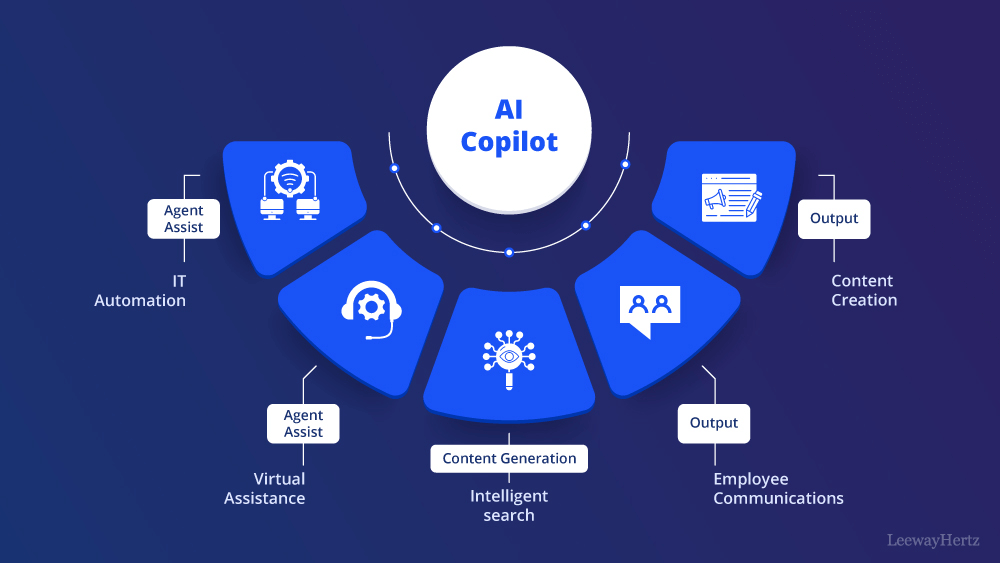 AI
Copilot
Agent
Assist
IT
Automation
Agent
Assist
Virtual
Assistance
Content Generation
Intelligent
search
Output
Employee
Communications
Output
Content
Creation
LeewayHertz